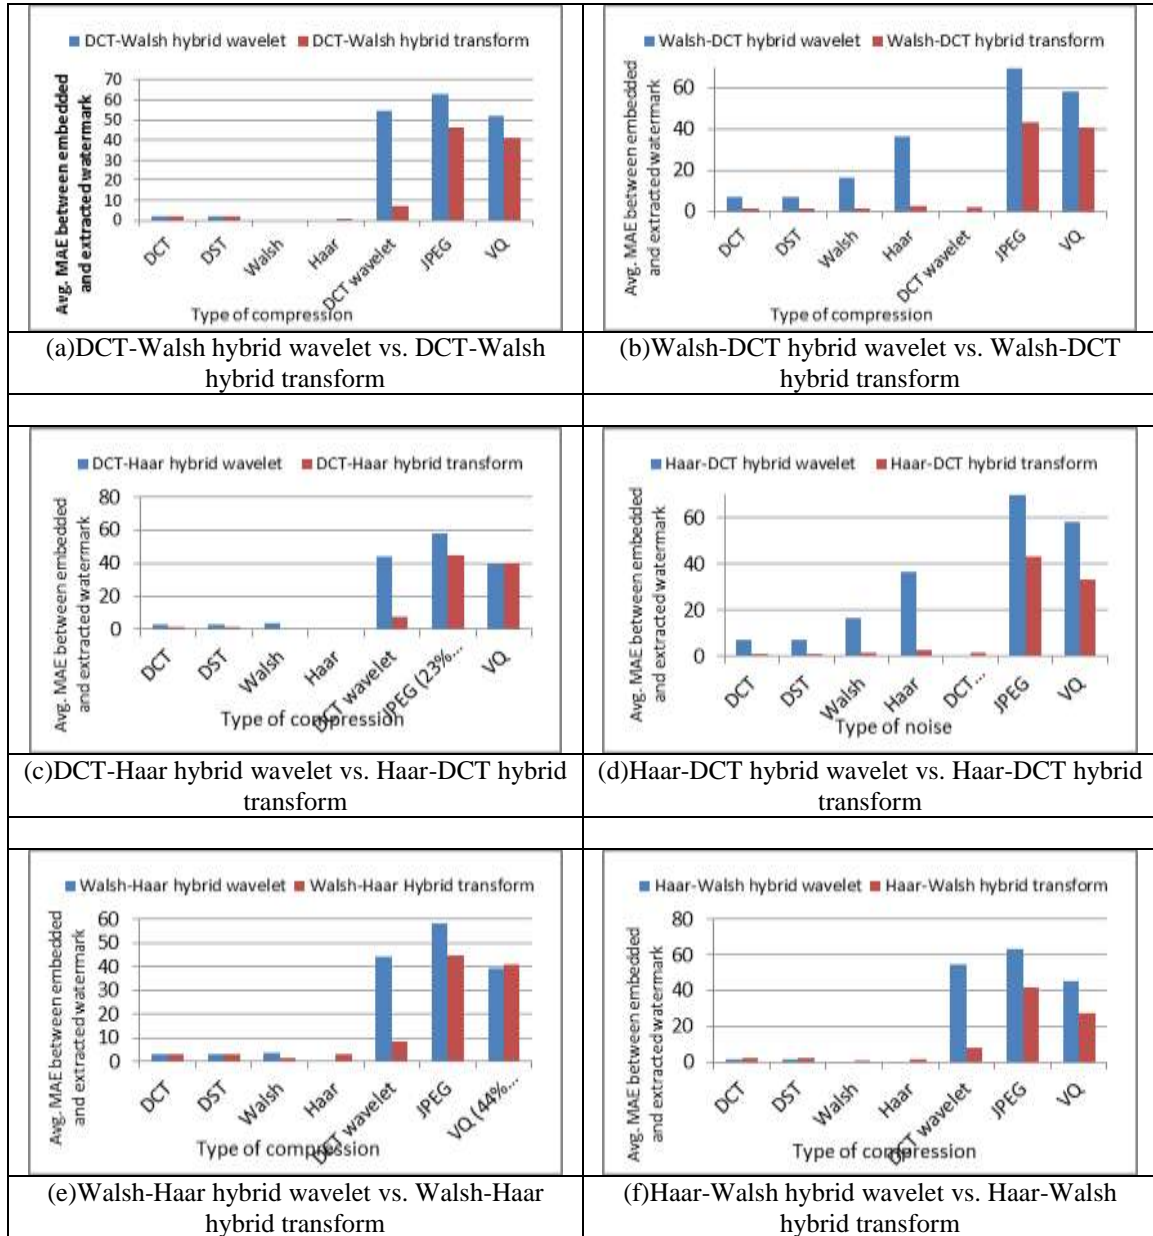 DCT-Walsh hybrid wavelet DCT-Walsh hybrid transform
Avg. MAE between embedded
and extracted watermark
70
60
50
40
30
20
10
0
DCT
DST
Walsh
Haar
DCT wavelet
JPEG
VQ
Type of compression
(a)DCT-Walsh hybrid wavelet vs. DCT-Walsh
hybrid transform
Walsh-DCT hybrid wavelet Walsh-DCT hybrid transform
Avg. MAE between embedded
and extracted watermark
60
40
20
0
DCT
DST
Walsh
Haar
DCT wavelet
JPEG
VQ
Type of compression
(b)Walsh-DCT hybrid wavelet vs. Walsh-DCT
hybrid transform
DCT-Haar hybrid wavelet DCT-Haar hybrid transform
Avg. MAE between embedded
and extracted watermark
80
60
40
20
0
DCT
DST
Walsh
Haar
DCT wavelet
JPEG (23%...
VQ
Type of compression
(c)DCT-Haar hybrid wavelet vs. Haar-DCT hybrid
transform
Haar-DCT hybrid wavelet Haar-DCT hybrid transform
Avg. MAE between embedded
and extracted watermark
60
40
20
0
DCT
DST
Walsh
Haar
DCT...
JPEG
VQ
Type of noise
(d)Haar-DCT hybrid wavelet vs. Haar-DCT hybrid
transform
Walsh-Haar hybrid wavelet Walsh-Haar Hybrid transform
Avg. MAE between embedded
and extracted watermark
60
50
40
30
20
10
0
DCT
DST
Walsh
Haar
DCT wavelet
JPEG
VQ (44%...
Type of compression
(e)Walsh-Haar hybrid wavelet vs. Walsh-Haar
hybrid transform
Haar-Walsh hybrid wavelet Haar-Walsh hybrid transform
Avg. MAE between embedded
and extracted watermark
80
60
40
20
0
DCT
DST
Walsh
Haar
DCT wavelet
JPEG
VQ
Type of compression
(f)Haar-Walsh hybrid wavelet vs. Haar-Walsh
hybrid transform